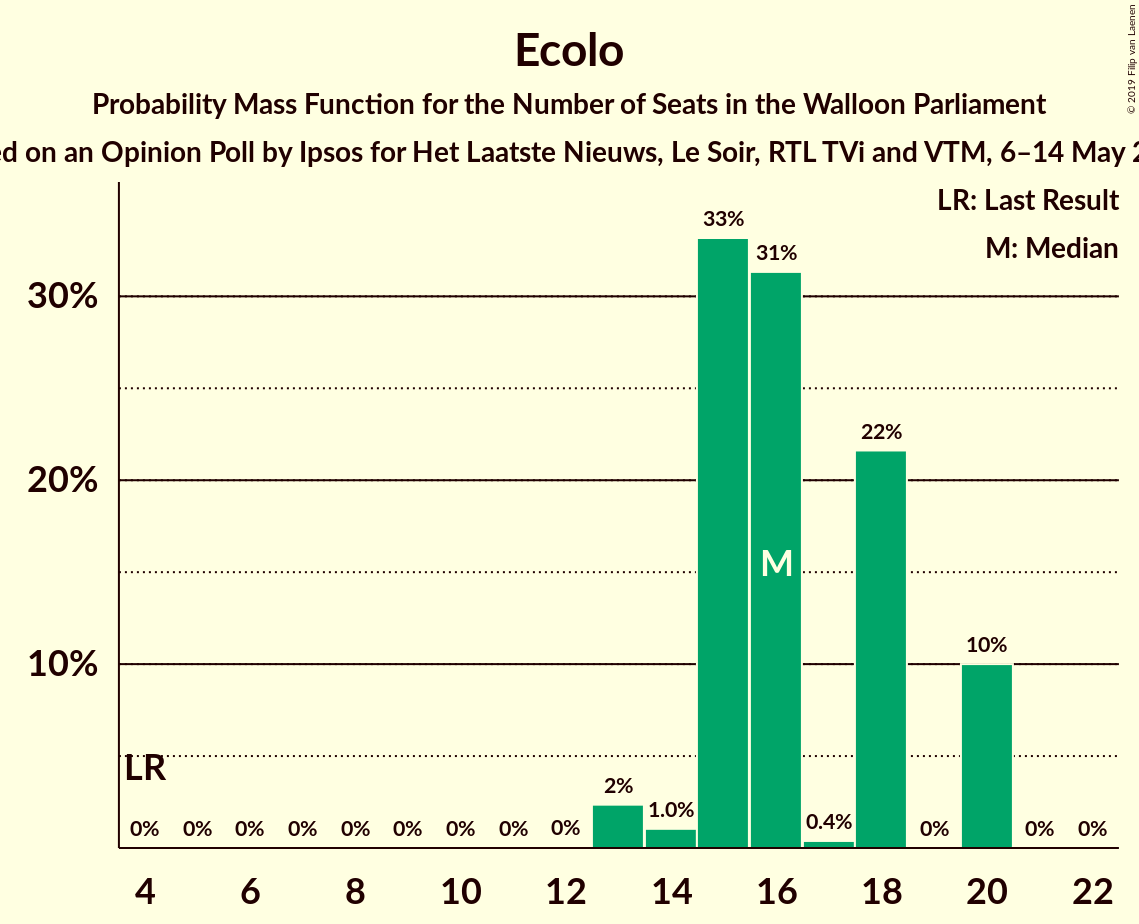 Ecolo
Probability Mass Function for the Number of Seats in the Walloon Parliament
on an Opinion Poll by Ipsos for Het Laatste Nieuws, Le Soir, RTL TVi and VTM, 6–14 May
© 2019 Filip van Laenen
LR: Last Result
M: Median
33%
31%
30%
22%
20%
M
10%
10%
LR
2%
1.0%
0.4%
0% 0% 0% 0% 0% 0% 0% 0% 0% 0% 0% 0%
4 6 8 10 12 14 16 18 20 22